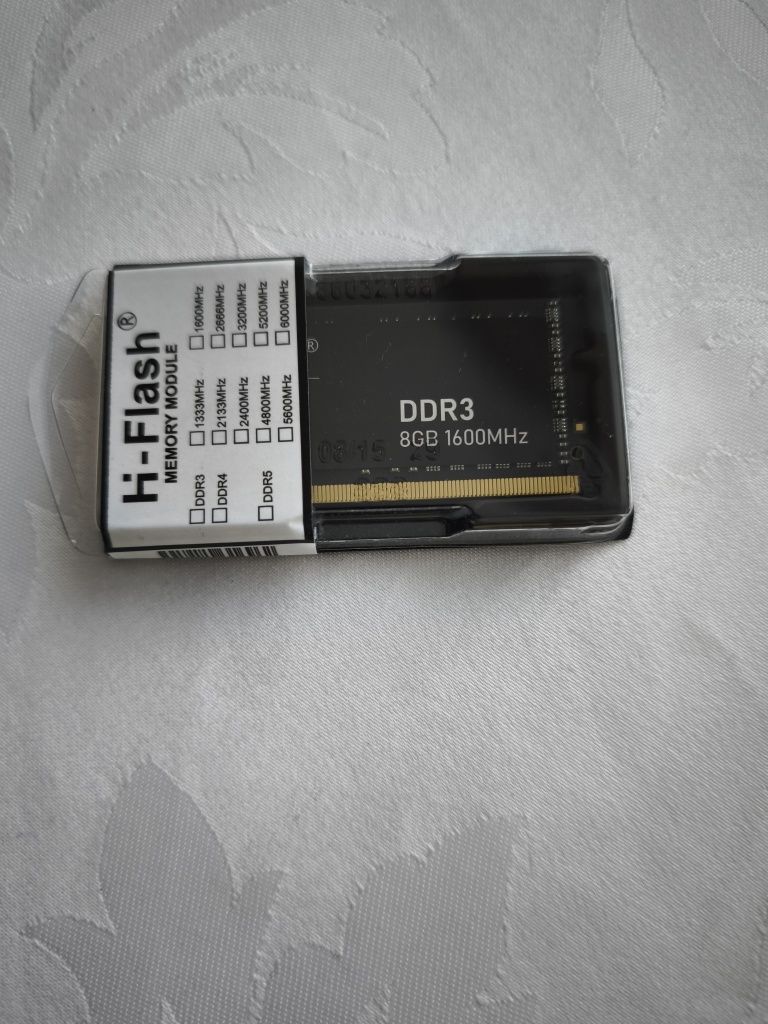 Hi-Flash®
MEMORY MODULE
☐ DDR3 ☐ 1333MHz ☐ 1600MHz
☐ DDR4 ☐ 2133MHz ☐ 2666MHz
☐ 2400MHz ☐ 3200MHz
☐ DDR5 ☐ 4800MHz ☐ 5200MHz
☐ 5600MHz ☐ 6000MHz
®
DDR3
8GB 1600MHz